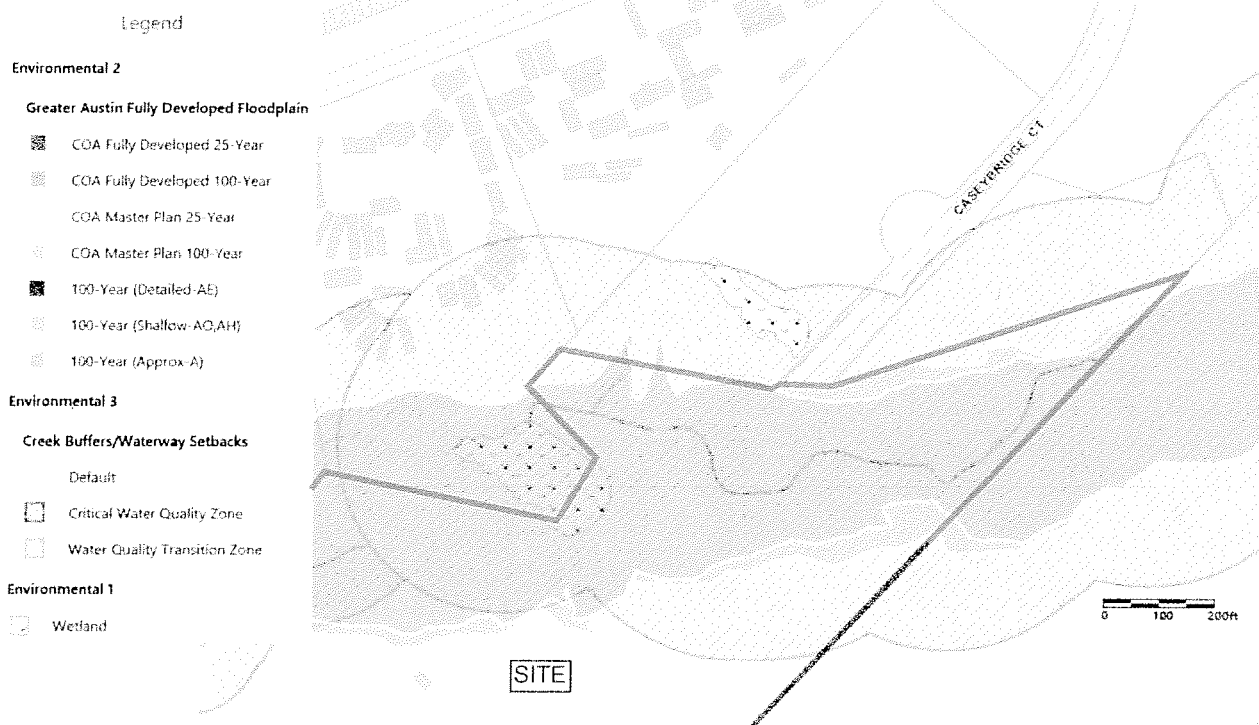 Legend
Environmental 2
Greater Austin Fully Developed Floodplain
COA Fully Developed 25-Year
COA Fully Developed 100-Year
COA Master Plan 25-Year
COA Master Plan 100-Year
100-Year (Detailed-AE)
100-Year (Shallow-AO,AH)
100-Year (Approx-A)
Environmental 3
Creek Buffers/Waterway Setbacks
Default
Critical Water Quality Zone
Water Quality Transition Zone
Environmental 1
Wetland
CASEYBRIDGE CT
SITE
0 100 200ft